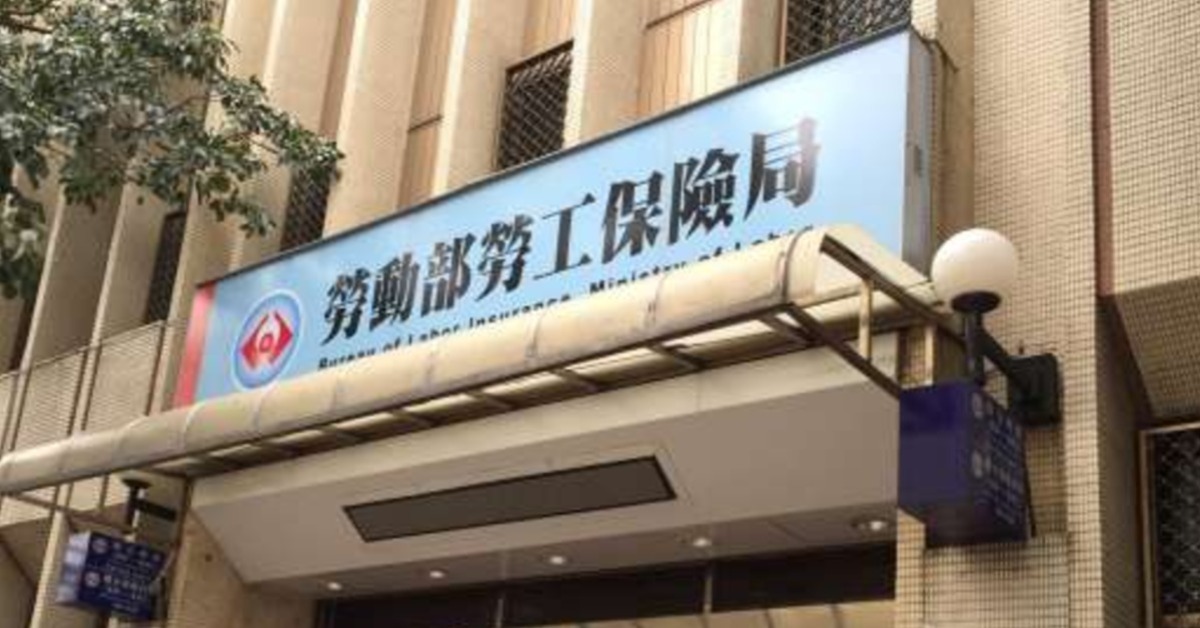 勞動部勞工保險局
Bureau of Labor Insurance, Ministry of Labor